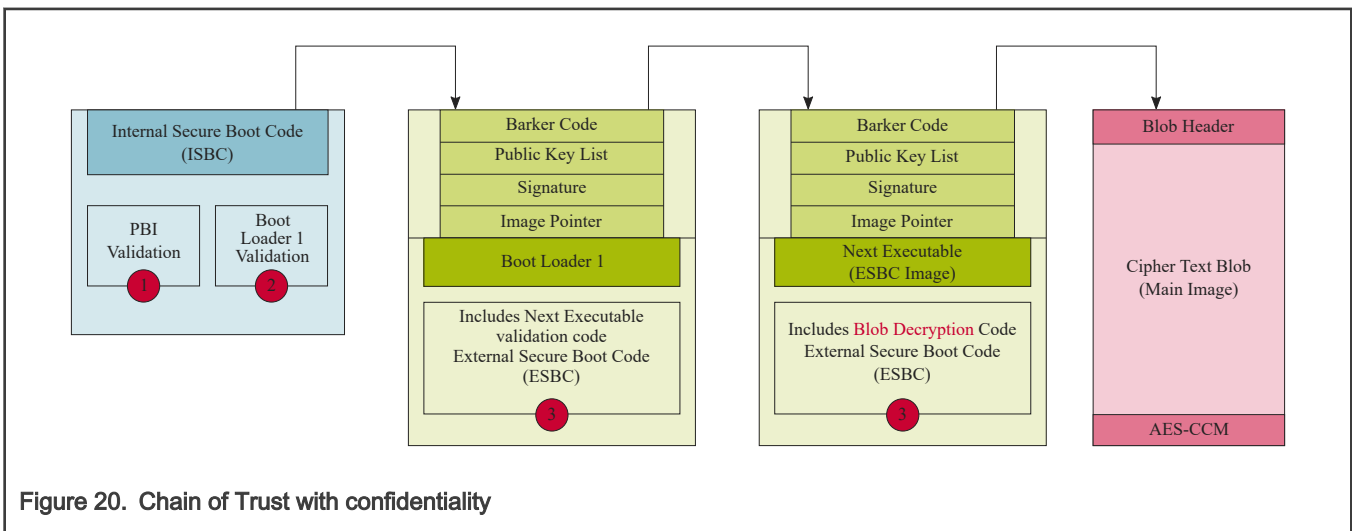 Internal Secure Boot Code
(ISBC)
PBI
Validation
1
Boot
Loader 1
Validation
2
Barker Code
Public Key List
Signature
Image Pointer
Boot Loader 1
Includes Next Executable
validation code
External Secure Boot Code
(ESBC)
3
Barker Code
Public Key List
Signature
Image Pointer
Next Executable
(ESBC Image)
Includes Blob Decryption Code
External Secure Boot Code
(ESBC)
3
Blob Header
Cipher Text Blob
(Main Image)
AES-CCM
Figure 20. Chain of Trust with confidentiality